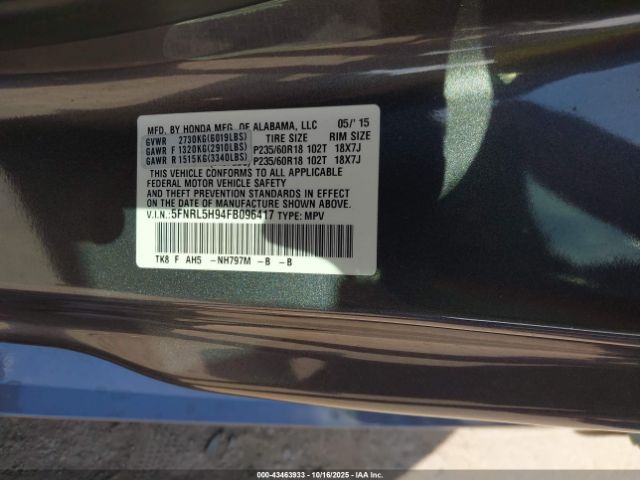 MFD. BY HONDA MFG. OF ALABAMA, LLC 05/'15
GVWR 2730KG(6019LBS) TIRE SIZE RIM SIZE
GAWR F 1320KG(2910LBS) P235/60R18 102T 18X7J
GAWR R 1515KG(3340LBS) P235/60R18 102T 18X7J
THIS VEHICLE CONFORMS TO ALL APPLICABLE
FEDERAL MOTOR VEHICLE SAFETY
AND THEFT PREVENTION STANDARDS IN EFFECT
ON THE DATE OF MANUFACTURE SHOWN ABOVE.
V.I.N.: 5FNRL5H94FB096417 TYPE: MPV
TK8 F AH5 -NH797M -B -B
000-43463933 | 10/16/2025 | IAAI.COM